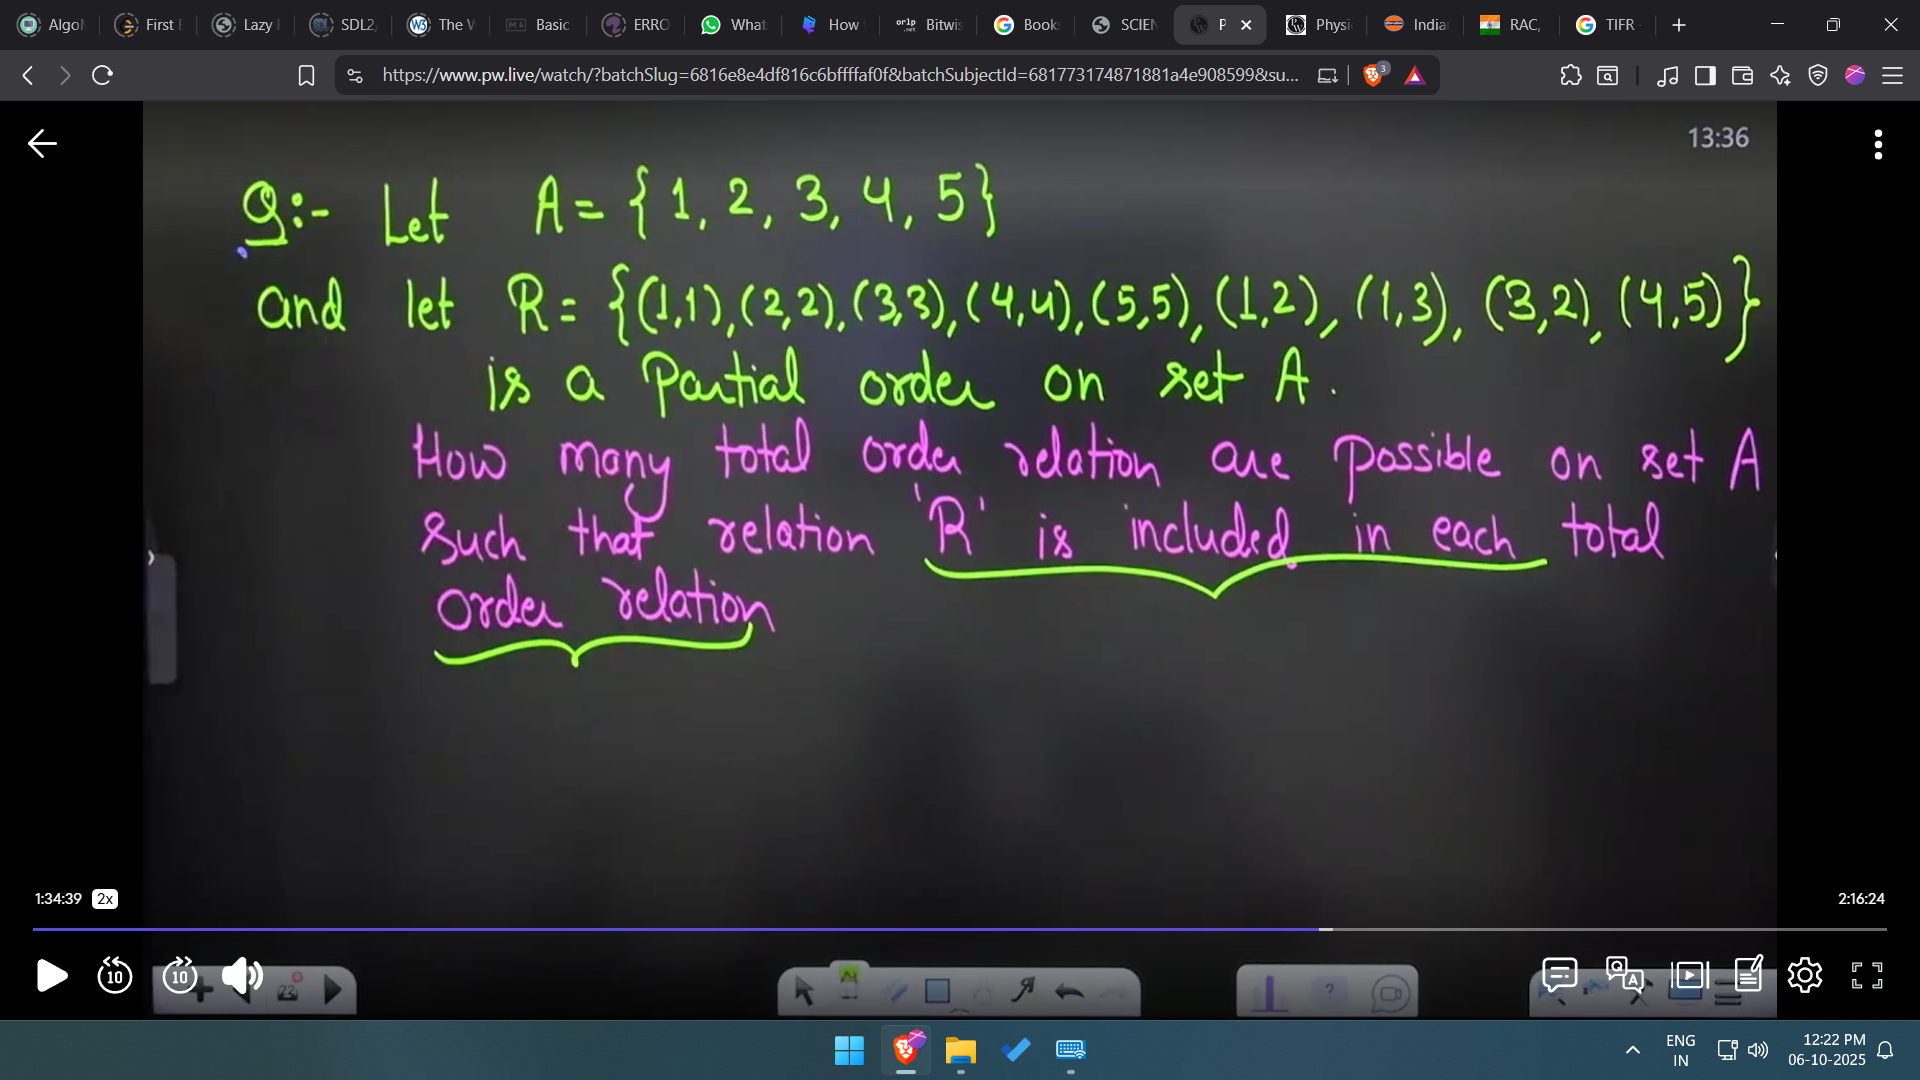 Algo
First
Lazy
SDL2
The
Basic
ERRO
What
How
Bitwi
Book
SCIEN
P
Physi
India
RAC,
TIFR
https://www.pw.live/watch/?batchSlug=6816e8e4df816c6bffffaf0f&batchSubjectId=681773174871881a4e908599&su...
3
13:36
Q:- Let A = { 1, 2, 3, 4, 5}
and let R = {(1,1),(2,2),(3,3),(4,4),(5,5),(1,2),(1,3),(3,2),(4,5)}
is a Partial order on set A.
How many total order relation are possible on set A
such that relation 'R' is included in each total
order relation
1:34:39 2x
2:16:24
10
10
23
ENG
IN
12:22 PM
06-10-2025